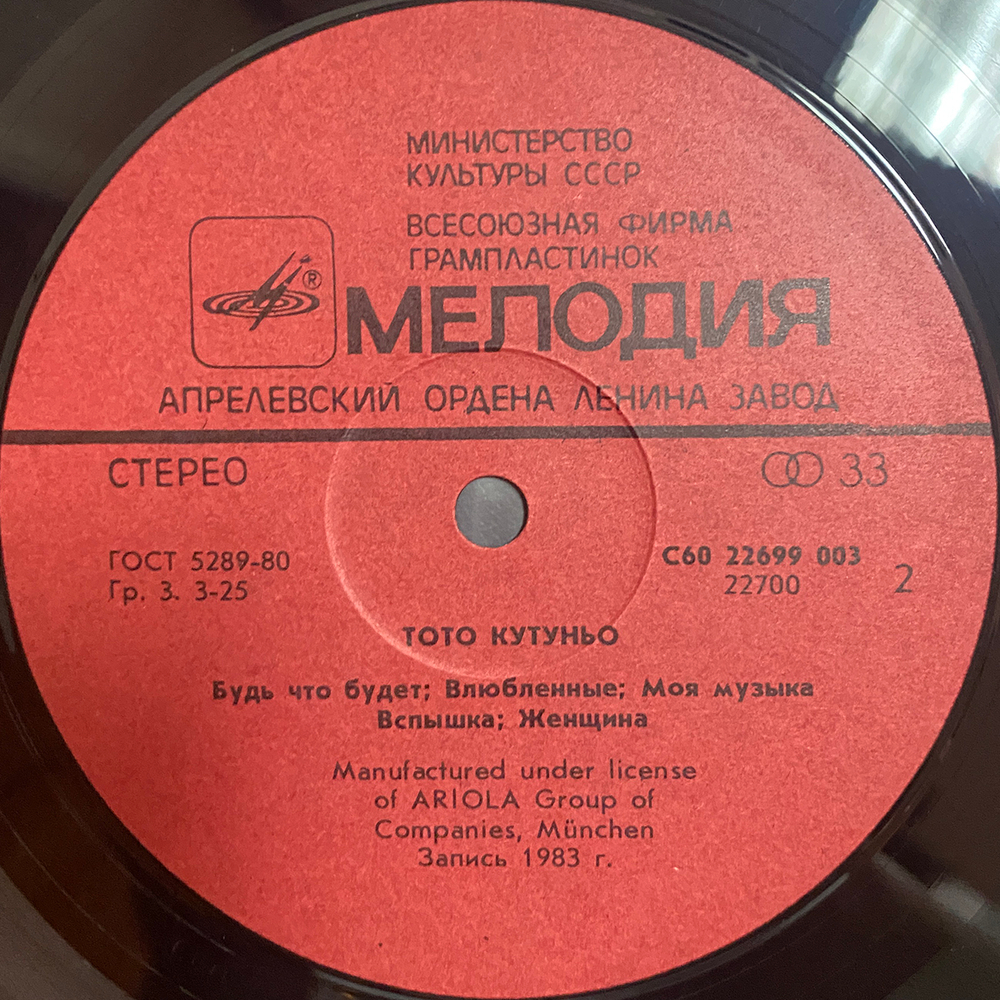 МИНИСТЕРСТВО
КУЛЬТУРЫ СССР
ВСЕСОЮЗНАЯ ФИРМА
ГРАМПЛАСТИНОК
®
МЕЛОДИЯ
АПРЕЛЕВСКИЙ ОРДЕНА ЛЕНИНА ЗАВОД
СТЕРЕО
33
ГОСТ 5289-80
Гр. 3. 3-25
С60 22699 003
22700
2
ТОТО КУТУНЬО
Будь что будет; Влюбленные; Моя музыка
Вспышка; Женщина
Manufactured under license
of ARIOLA Group of
Companies, München
Запись 1983 г.